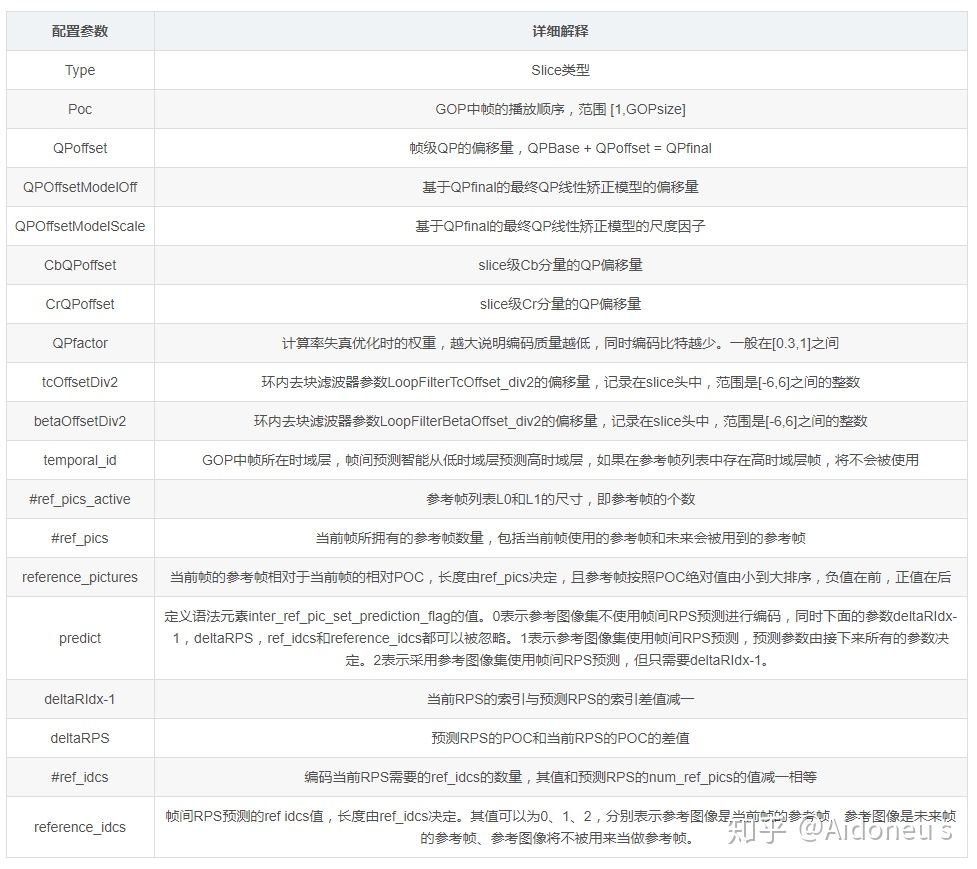 配置参数 详细解释
Type Slice类型
Poc GOP中帧的播放顺序，范围 [1,GOPsize]
QPoffset 帧级QP的偏移量，QPBase + QPoffset = QPfinal
QPOffsetModelOff 基于QPfinal的最终QP线性矫正模型的偏移量
QPOffsetModelScale 基于QPfinal的最终QP线性矫正模型的尺度因子
CbQPoffset slice级Cb分量的QP偏移量
CrQPoffset slice级Cr分量的QP偏移量
QPfactor 计算率失真优化时的权重，越大说明编码质量越低，同时编码比特越少。一般在[0.3,1]之间
tcOffsetDiv2 环内去块滤波器参数LoopFilterTcOffset_div2的偏移量，记录在slice头中，范围是[-6,6]之间的整数
betaOffsetDiv2 环内去块滤波器参数LoopFilterBetaOffset_div2的偏移量，记录在slice头中，范围是[-6,6]之间的整数
temporal_id GOP中帧所在时域层，帧间预测智能从低时域层预测高时域层，如果在参考帧列表中存在高时域层帧，将不会被使用
#ref_pics_active 参考帧列表L0和L1的尺寸，即参考帧的个数
#ref_pics 当前帧所拥有的参考帧数量，包括当前帧使用的参考帧和未来会被用到的参考帧
reference_pictures 当前帧的参考帧相对于当前帧的相对POC，长度由ref_pics决定，且参考帧按照POC绝对值由小到大排序，负值在前，正值在后
predict
定义语法元素inter_ref_pic_set_prediction_flag的值。0表示参考图像集不使用帧间RPS预测进行编码，同时下面的参数deltaRIdx-
1，deltaRPS，ref_idcs和reference_idcs都可以被忽略。1表示参考图像集使用帧间RPS预测，预测参数由接下来所有的参数决
定。2表示采用参考图像集使用帧间RPS预测，但只需要deltaRIdx-1。
deltaRIdx-1 当前RPS的索引与预测RPS的索引差值减一
deltaRPS 预测RPS的POC和当前RPS的POC的差值
#ref_idcs 编码当前RPS需要的ref_idcs的数量，其值和预测RPS的num_ref_pics的值减一相等
reference_idcs
帧间RPS预测的ref idcs值，长度由ref_idcs决定。其值可以为0、1、2，分别表示参考图像是当前帧的参考帧、参考图像是未来帧
的参考帧、参考图像将不被用来当做参考帧。
知乎 @Aidoneus